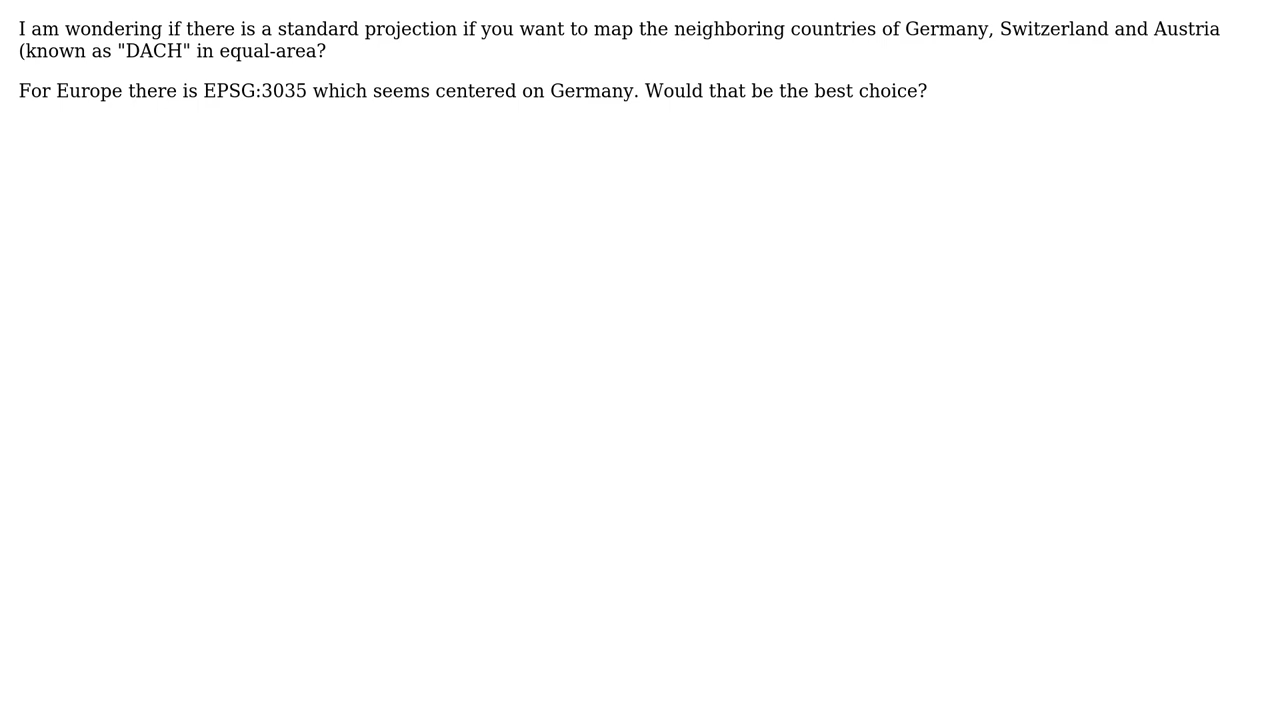 I am wondering if there is a standard projection if you want to map the neighboring countries of Germany, Switzerland and Austria
(known as "DACH" in equal-area?
For Europe there is EPSG:3035 which seems centered on Germany. Would that be the best choice?